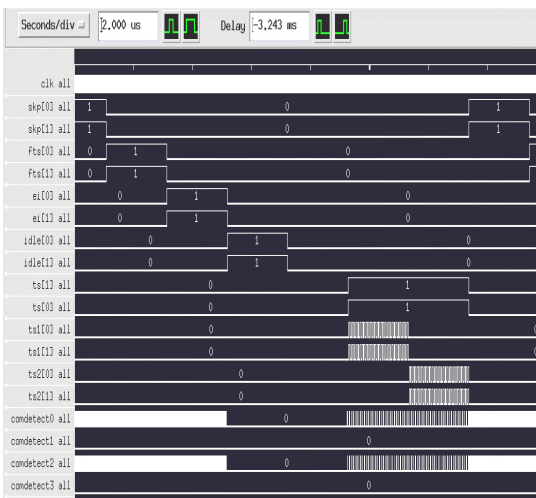 Seconds/div 2,000 us Delay -3,243 ms
clk all
skp[0] all 1 0 1
skp[1] all 1 0 1
fts[0] all 0 1 0
fts[1] all 0 1 0
ei[0] all 0 1 0
ei[1] all 0 1 0
idle[0] all 0 1 0
idle[1] all 0 1 0
ts[1] all 0 1
ts[0] all 0 1
ts1[0] all 0 0
ts1[1] all 0 0
ts2[0] all 0
ts2[1] all 0
comdetect0 all 0
comdetect1 all 0
comdetect2 all 0
comdetect3 all 0